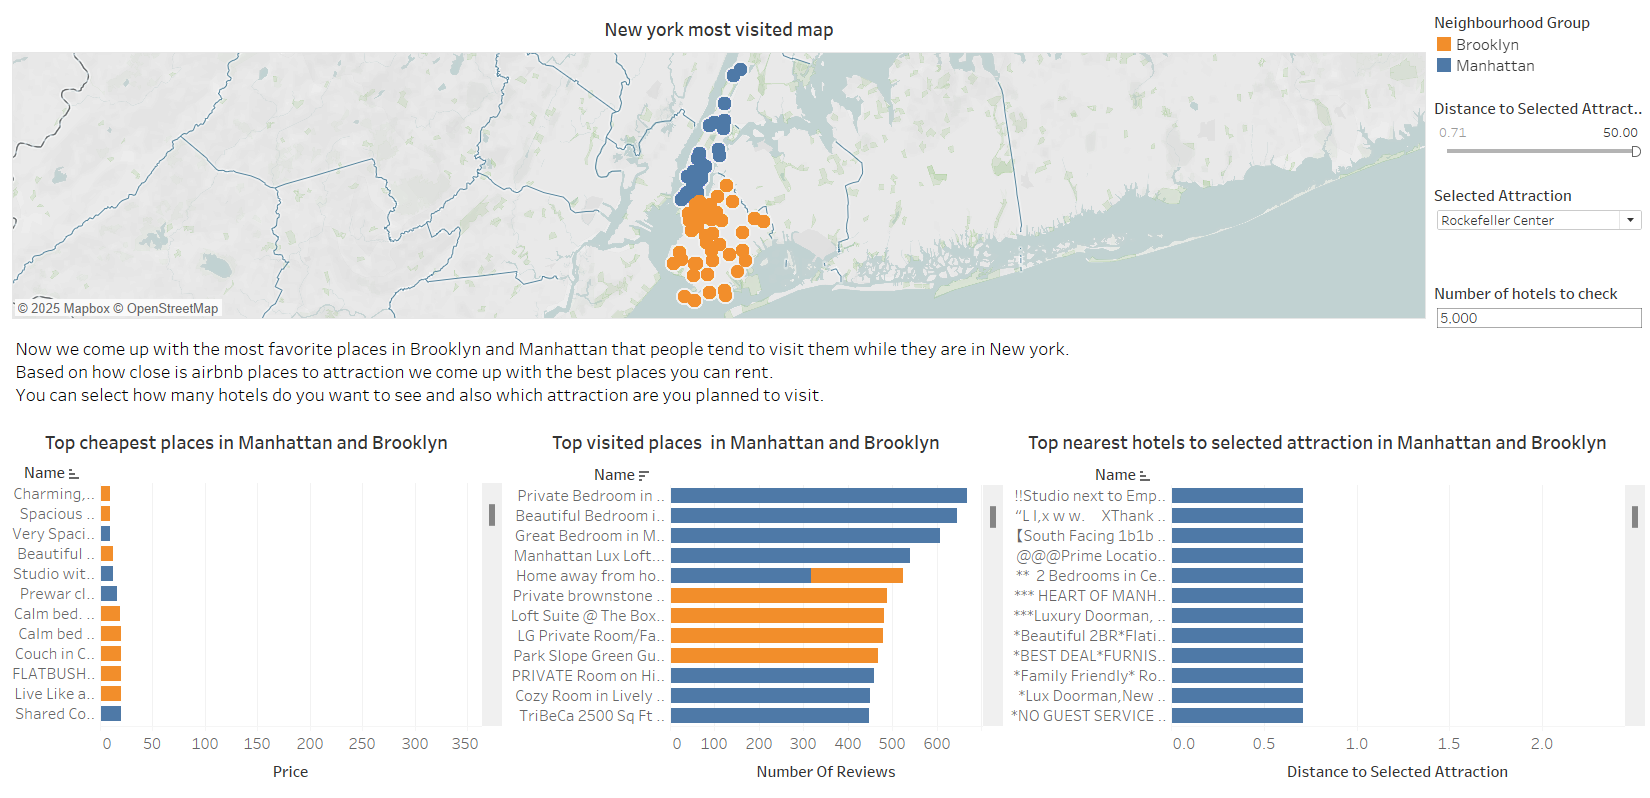 New york most visited map
© 2025 Mapbox © OpenStreetMap
Neighbourhood Group
Brooklyn
Manhattan
Distance to Selected Attract..
0.71 50.00
Selected Attraction
Rockefeller Center
Number of hotels to check
5.000
Now we come up with the most favorite places in Brooklyn and Manhattan that people tend to visit them while they are in New york.
Based on how close is airbnb places to attraction we come up with the best places you can rent.
You can select how many hotels do you want to see and also which attraction are you planned to visit.
Top cheapest places in Manhattan and Brooklyn
Name
Charming,..
Spacious ..
Very Spaci..
Beautiful ..
Studio wit..
Prewar cl..
Calm bed. ..
Calm bed ..
Couch in C..
FLATBUSH..
Live Like a..
Shared Co..
0 50 100 150 200 250 300 350
Price
Top visited places in Manhattan and Brooklyn
Name
Private Bedroom in ..
Beautiful Bedroom i..
Great Bedroom in M..
Manhattan Lux Loft...
Home away from ho..
Private brownstone ..
Loft Suite @ The Box..
LG Private Room/Fa..
Park Slope Green Gu..
PRIVATE Room on Hi..
Cozy Room in Lively ..
TriBeCa 2500 Sq Ft ..
0 100 200 300 400 500 600
Number Of Reviews
Top nearest hotels to selected attraction in Manhattan and Brooklyn
Name
!!Studio next to Emp..
“L I,x w w. XThank ..
【South Facing 1b1b ..
@@@Prime Locatio..
** 2 Bedrooms in Ce..
*** HEART OF MANH..
***Luxury Doorman, ..
*Beautiful 2BR*Flati..
*BEST DEAL*FURNIS..
*Family Friendly* Ro..
*Lux Doorman,New ..
*NO GUEST SERVICE ..
0.0 0.5 1.0 1.5 2.0
Distance to Selected Attraction